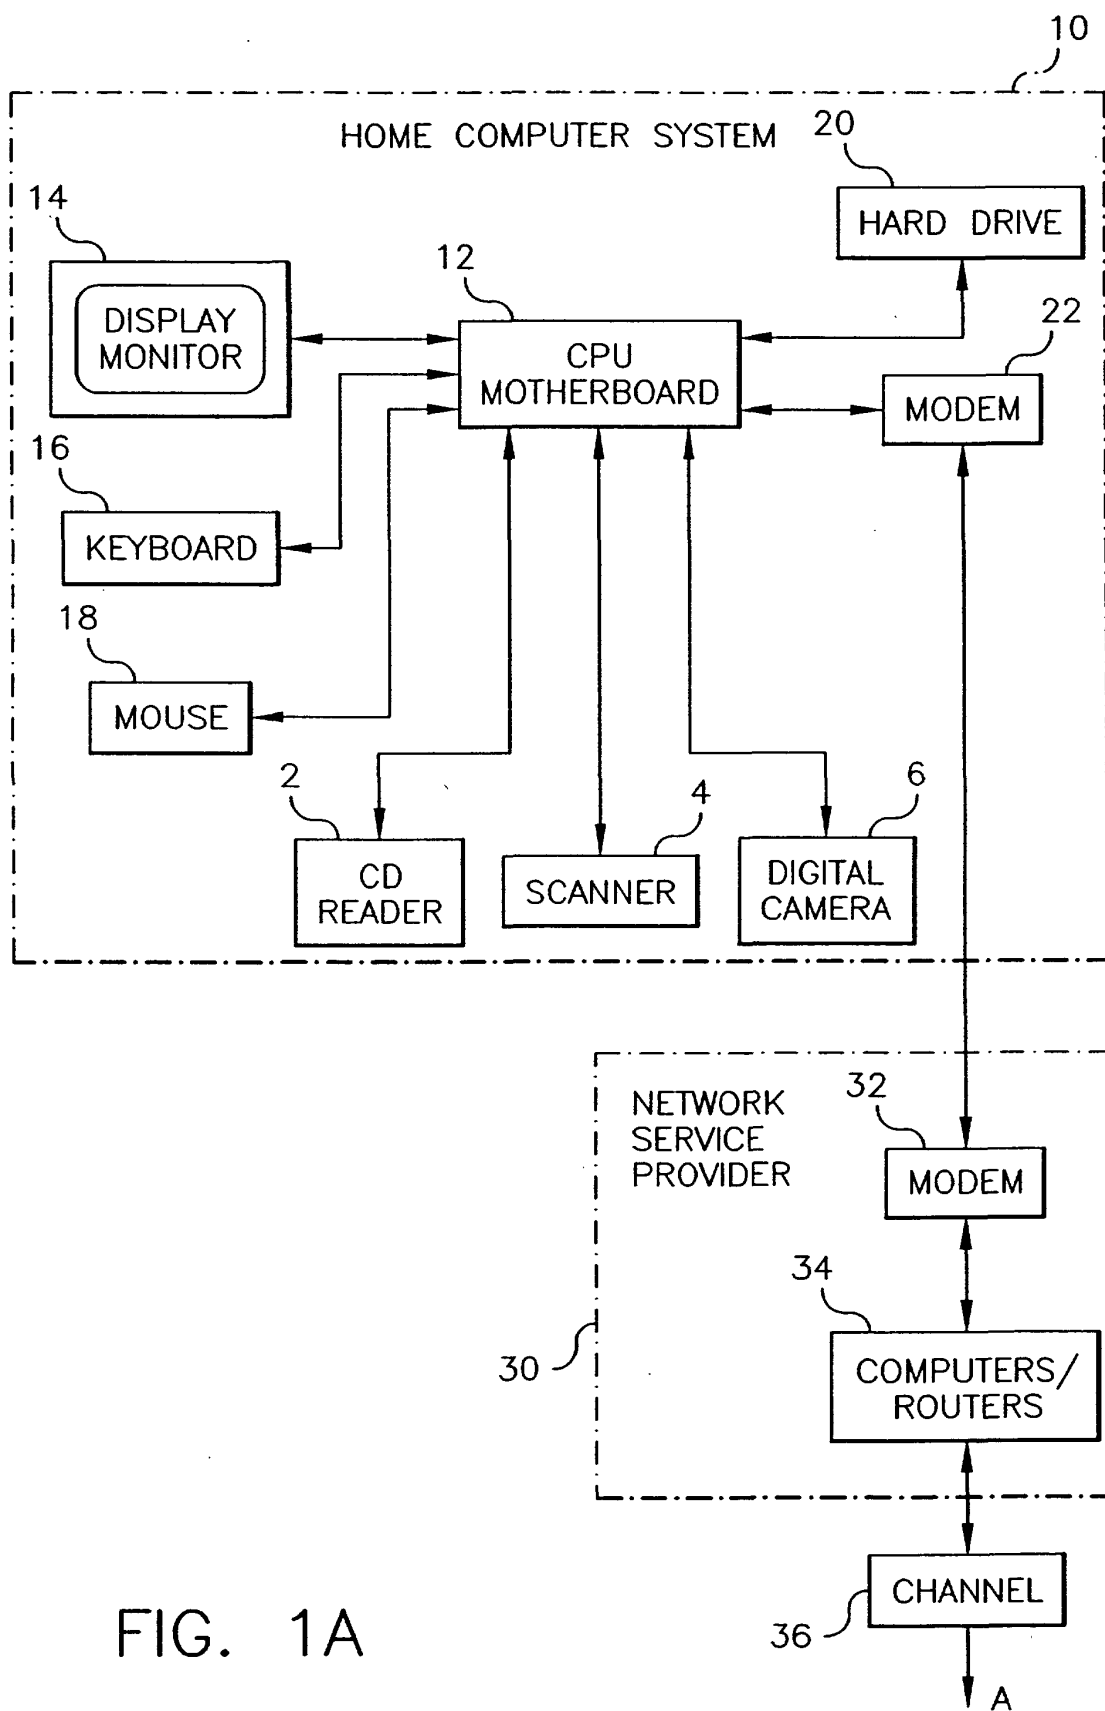 10
HOME COMPUTER SYSTEM
20
HARD DRIVE
14
DISPLAY
MONITOR
12
CPU
MOTHERBOARD
22
MODEM
16
KEYBOARD
18
MOUSE
2
CD
READER
4
SCANNER
6
DIGITAL
CAMERA
NETWORK
SERVICE
PROVIDER
32
MODEM
34
COMPUTERS/
ROUTERS
30
CHANNEL
36
A
FIG. 1A